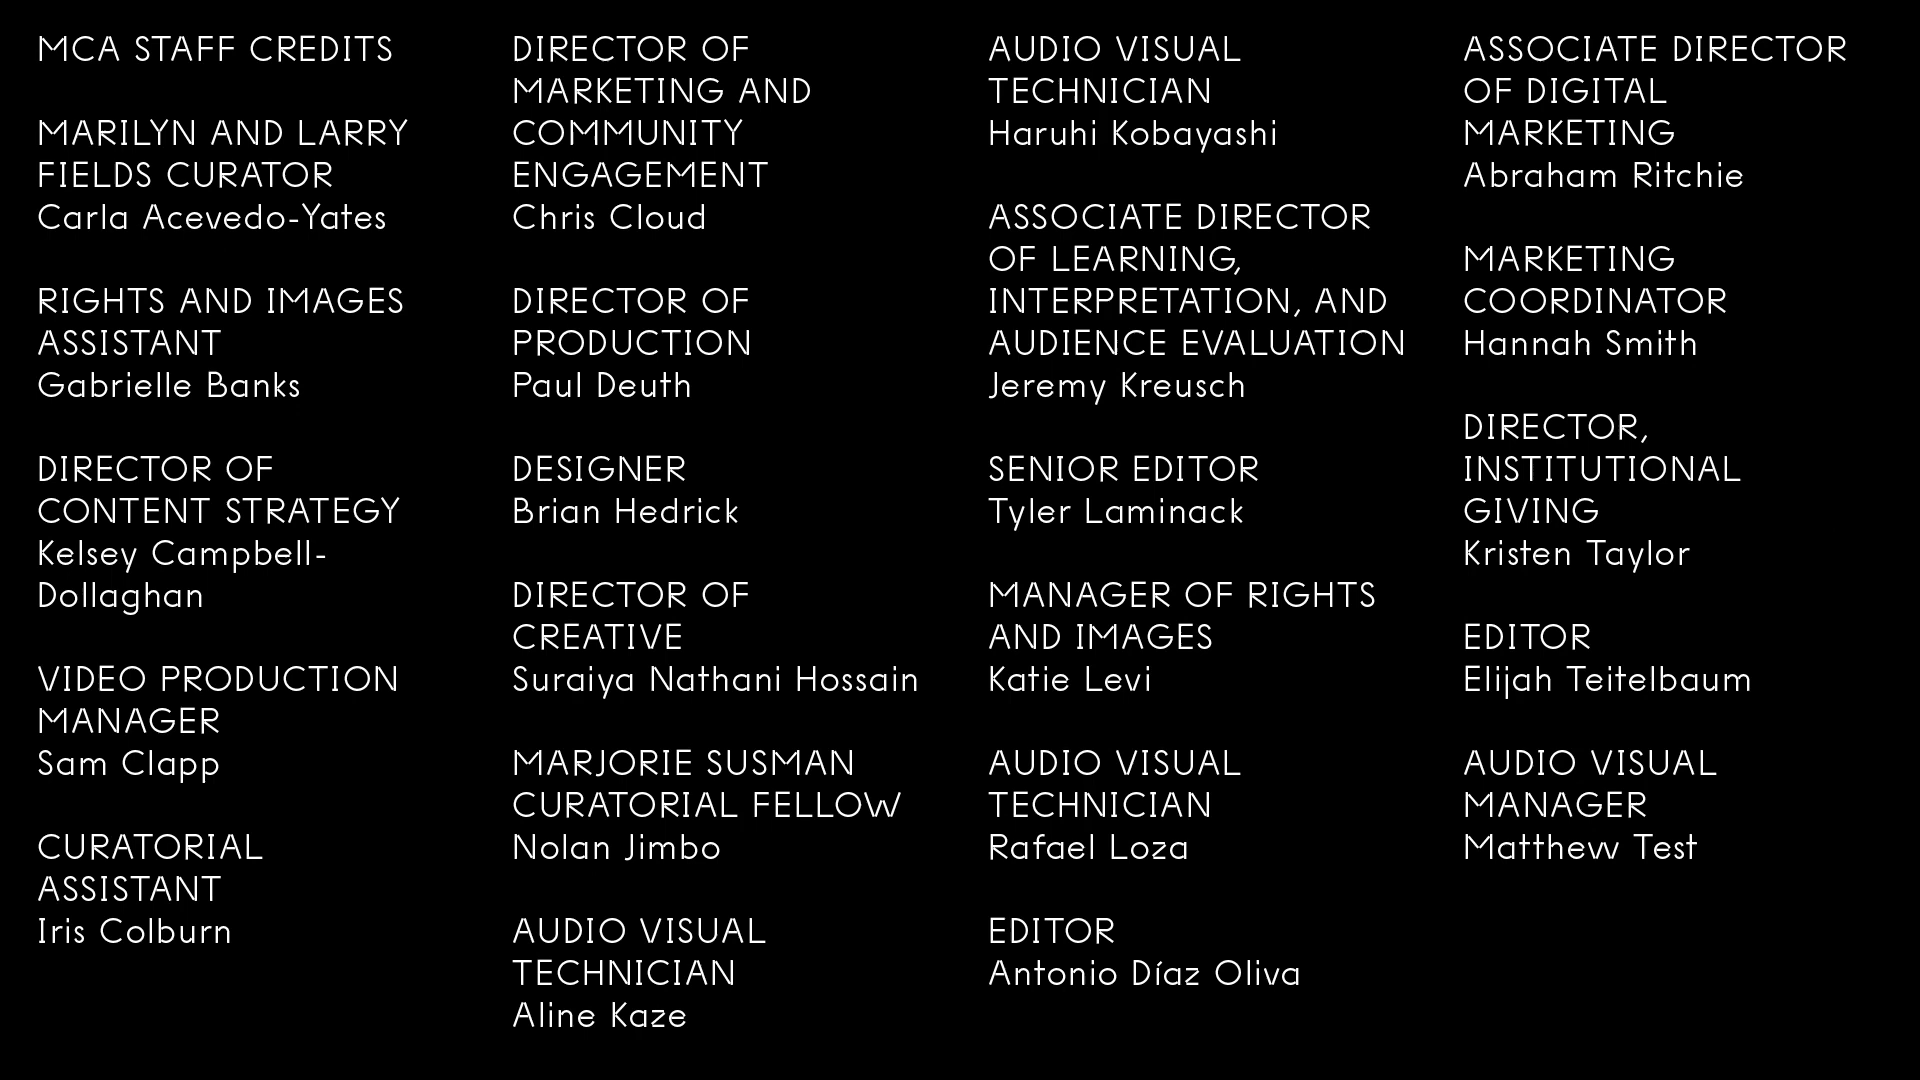 MCA STAFF CREDITS
MARILYN AND LARRY
FIELDS CURATOR
Carla Acevedo-Yates
RIGHTS AND IMAGES
ASSISTANT
Gabrielle Banks
DIRECTOR OF
CONTENT STRATEGY
Kelsey Campbell-
Dollaghan
VIDEO PRODUCTION
MANAGER
Sam Clapp
CURATORIAL
ASSISTANT
Iris Colburn
DIRECTOR OF
MARKETING AND
COMMUNITY
ENGAGEMENT
Chris Cloud
DIRECTOR OF
PRODUCTION
Paul Deuth
DESIGNER
Brian Hedrick
DIRECTOR OF
CREATIVE
Suraiya Nathani Hossain
MARJORIE SUSMAN
CURATORIAL FELLOW
Nolan Jimbo
AUDIO VISUAL
TECHNICIAN
Aline Kaze
AUDIO VISUAL
TECHNICIAN
Haruhi Kobayashi
ASSOCIATE DIRECTOR
OF LEARNING,
INTERPRETATION, AND
AUDIENCE EVALUATION
Jeremy Kreusch
SENIOR EDITOR
Tyler Laminack
MANAGER OF RIGHTS
AND IMAGES
Katie Levi
AUDIO VISUAL
TECHNICIAN
Rafael Loza
EDITOR
Antonio Díaz Oliva
ASSOCIATE DIRECTOR
OF DIGITAL
MARKETING
Abraham Ritchie
MARKETING
COORDINATOR
Hannah Smith
DIRECTOR,
INSTITUTIONAL
GIVING
Kristen Taylor
EDITOR
Elijah Teitelbaum
AUDIO VISUAL
MANAGER
Matthew Test